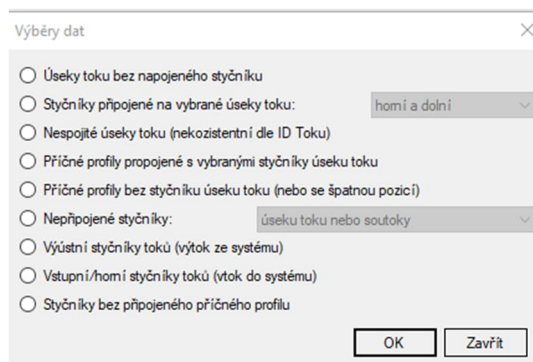 Výběry dat
Úseky toku bez napojeného styčníku
Styčníky připojené na vybrané úseky toku: horní a dolní
Nespojité úseky toku (nekozistentní dle ID Toku)
Příčné profily propojené s vybranými styčníky úseku toku
Příčné profily bez styčníku úseku toku (nebo se špatnou pozicí)
Nepřipojené styčníky: úseku toku nebo soutoky
Výústní styčníky toků (výtok ze systému)
Vstupní/horní styčníky toků (vtok do systému)
Styčníky bez připojeného příčného profilu
OK Zavřít